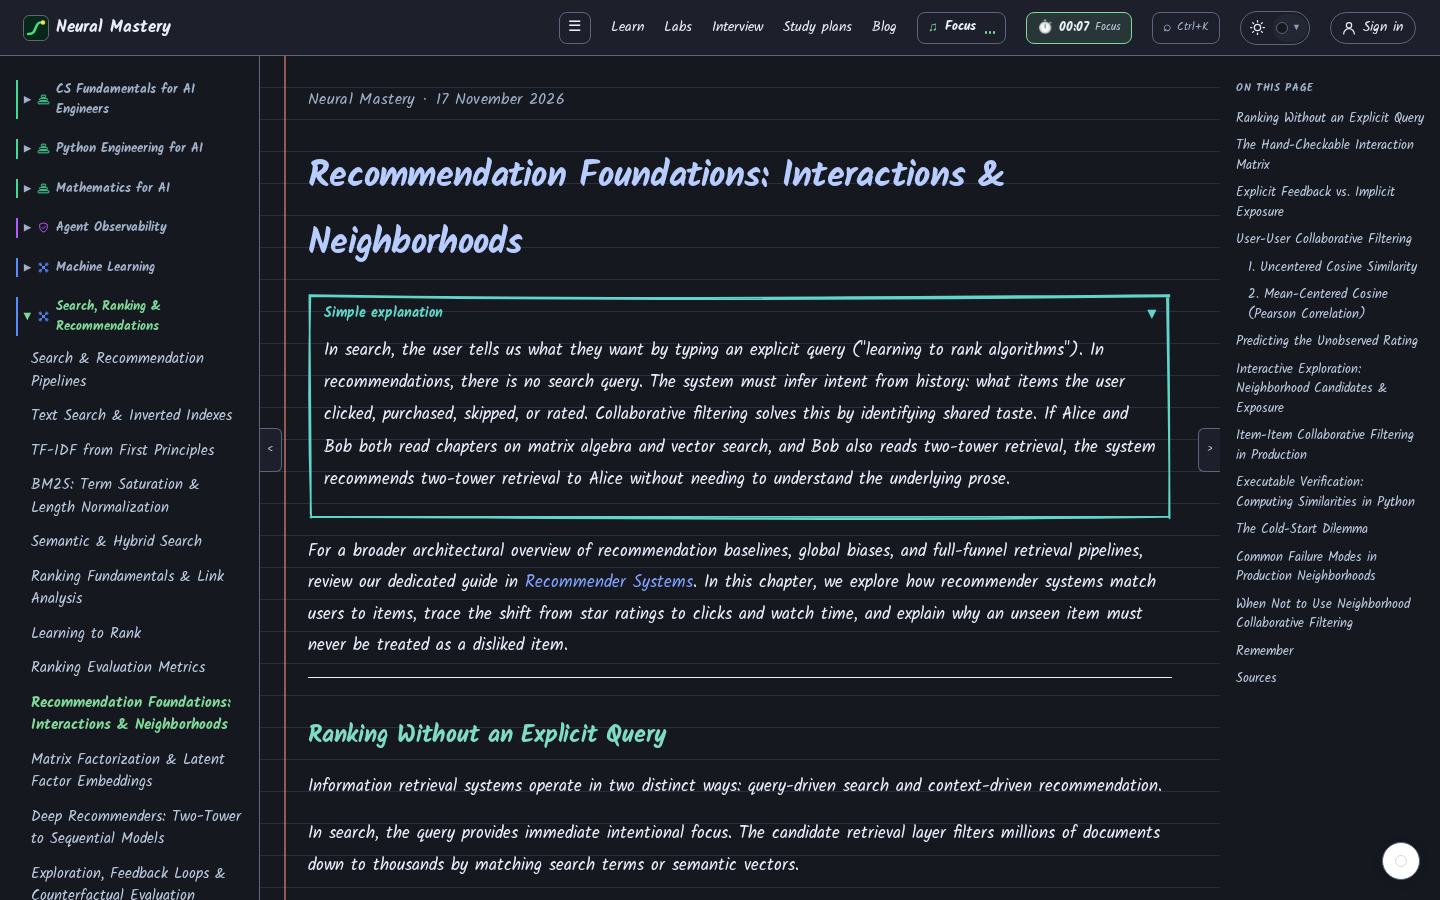 Neural Mastery
☰
Learn
Labs
Interview
Study plans
Blog
♫ Focus ...
00:07 Focus
Ctrl+K
Sign in
CS Fundamentals for AI
Engineers
Python Engineering for AI
Mathematics for AI
Agent Observability
Machine Learning
Search, Ranking &
Recommendations
Search & Recommendation
Pipelines
Text Search & Inverted Indexes
TF-IDF from First Principles
BM25: Term Saturation &
Length Normalization
Semantic & Hybrid Search
Ranking Fundamentals & Link
Analysis
Learning to Rank
Ranking Evaluation Metrics
Recommendation Foundations:
Interactions & Neighborhoods
Matrix Factorization & Latent
Factor Embeddings
Deep Recommenders: Two-Tower
to Sequential Models
Exploration, Feedback Loops &
Counterfactual Evaluation
<
Neural Mastery · 17 November 2026
Recommendation Foundations: Interactions &
Neighborhoods
Simple explanation
In search, the user tells us what they want by typing an explicit query ("learning to rank algorithms"). In
recommendations, there is no search query. The system must infer intent from history: what items the user
clicked, purchased, skipped, or rated. Collaborative filtering solves this by identifying shared taste. If Alice and
Bob both read chapters on matrix algebra and vector search, and Bob also reads two-tower retrieval, the system
recommends two-tower retrieval to Alice without needing to understand the underlying prose.
For a broader architectural overview of recommendation baselines, global biases, and full-funnel retrieval pipelines,
review our dedicated guide in Recommender Systems. In this chapter, we explore how recommender systems match
users to items, trace the shift from star ratings to clicks and watch time, and explain why an unseen item must
never be treated as a disliked item.
Ranking Without an Explicit Query
Information retrieval systems operate in two distinct ways: query-driven search and context-driven recommendation.
In search, the query provides immediate intentional focus. The candidate retrieval layer filters millions of documents
down to thousands by matching search terms or semantic vectors.
>
ON THIS PAGE
Ranking Without an Explicit Query
The Hand-Checkable Interaction
Matrix
Explicit Feedback vs. Implicit
Exposure
User-User Collaborative Filtering
1. Uncentered Cosine Similarity
2. Mean-Centered Cosine
(Pearson Correlation)
Predicting the Unobserved Rating
Interactive Exploration:
Neighborhood Candidates &
Exposure
Item-Item Collaborative Filtering
in Production
Executable Verification:
Computing Similarities in Python
The Cold-Start Dilemma
Common Failure Modes in
Production Neighborhoods
When Not to Use Neighborhood
Collaborative Filtering
Remember
Sources